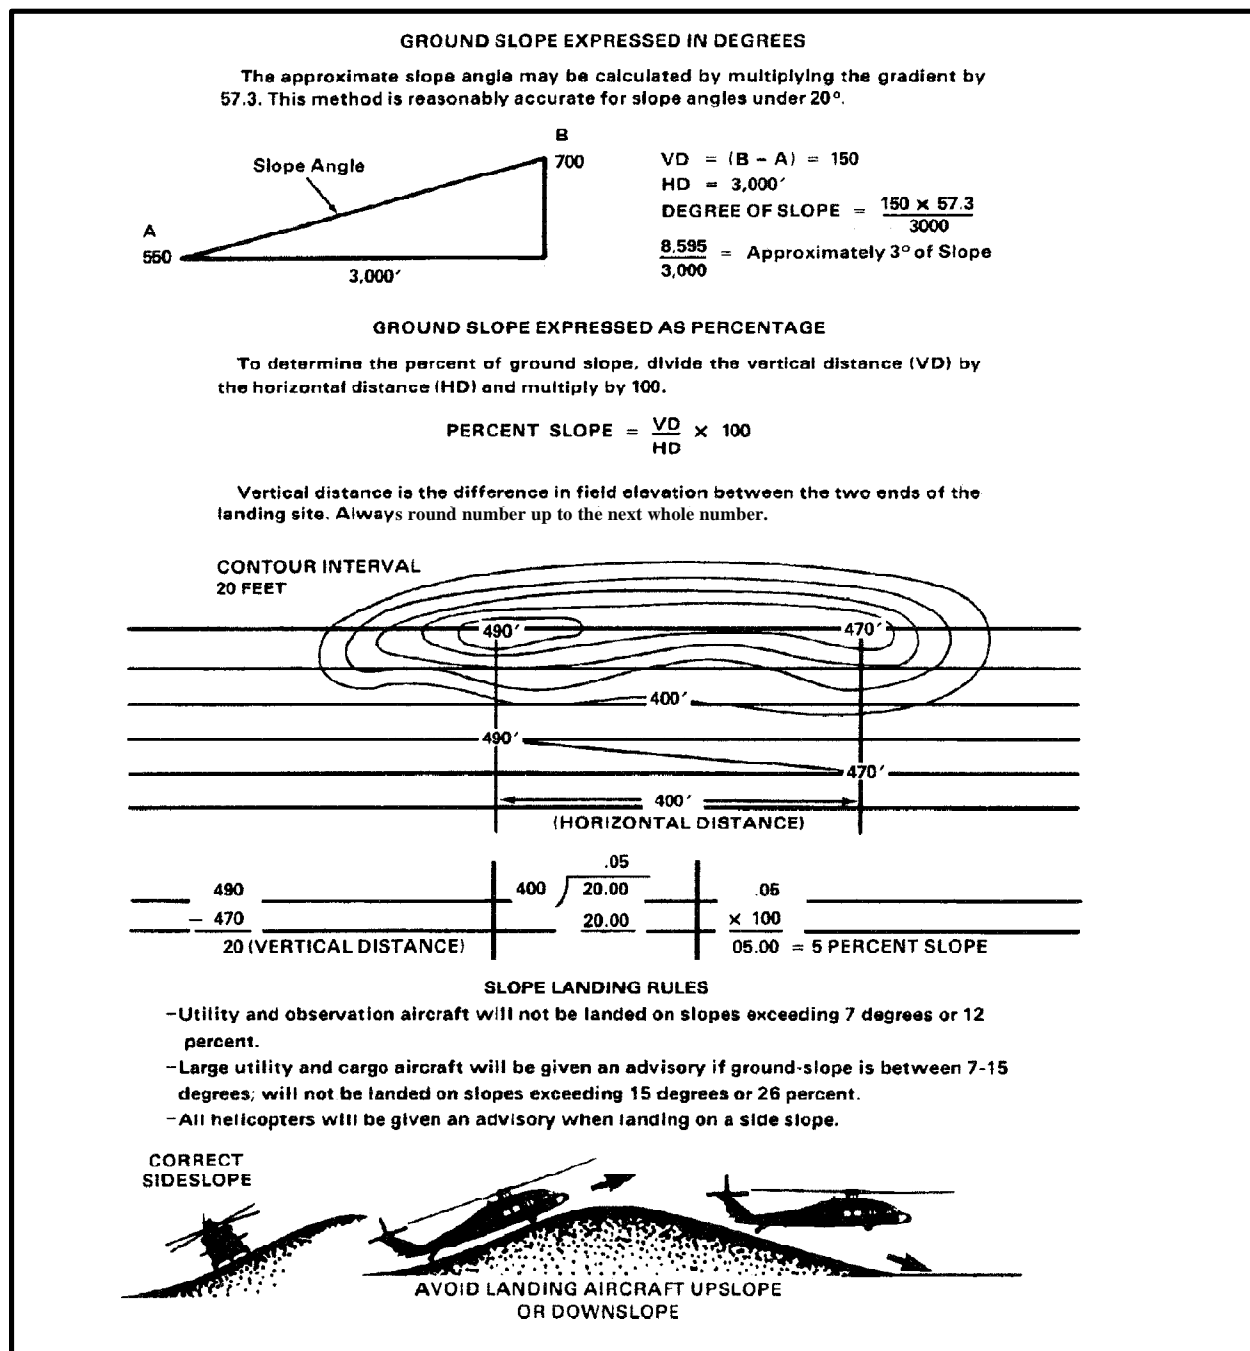 GROUND SLOPE EXPRESSED IN DEGREES
The approximate slope angle may be calculated by multiplying the gradient by
57.3. This method is reasonably accurate for slope angles under 20°.
B
700
Slope Angle
A
550
3,000′
VD = (B – A) = 150
HD = 3,000′
DEGREE OF SLOPE = 150 × 57.3
3000
8,595 = Approximately 3° of Slope
3,000
GROUND SLOPE EXPRESSED AS PERCENTAGE
To determine the percent of ground slope, divide the vertical distance (VD) by
the horizontal distance (HD) and multiply by 100.
PERCENT SLOPE = VD × 100
HD
Vertical distance is the difference in field elevation between the two ends of the
landing site. Always round number up to the next whole number.
CONTOUR INTERVAL
20 FEET
490′ 470′
400′
490′
470′
400′
(HORIZONTAL DISTANCE)
490
– 470
20 (VERTICAL DISTANCE)
.05
400 20.00
20.00
.05
× 100
05.00 = 5 PERCENT SLOPE
SLOPE LANDING RULES
–Utility and observation aircraft will not be landed on slopes exceeding 7 degrees or 12
percent.
–Large utility and cargo aircraft will be given an advisory if ground-slope is between 7-15
degrees; will not be landed on slopes exceeding 15 degrees or 26 percent.
–All helicopters will be given an advisory when landing on a side slope.
CORRECT
SIDESLOPE
AVOID LANDING AIRCRAFT UPSLOPE
OR DOWNSLOPE